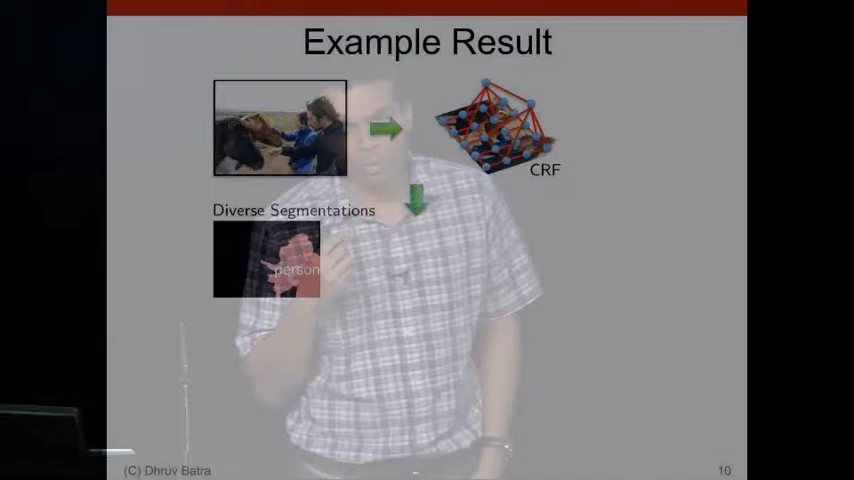 Example Result
CRF
Diverse Segmentations
person
(C) Dhruv Batra
10